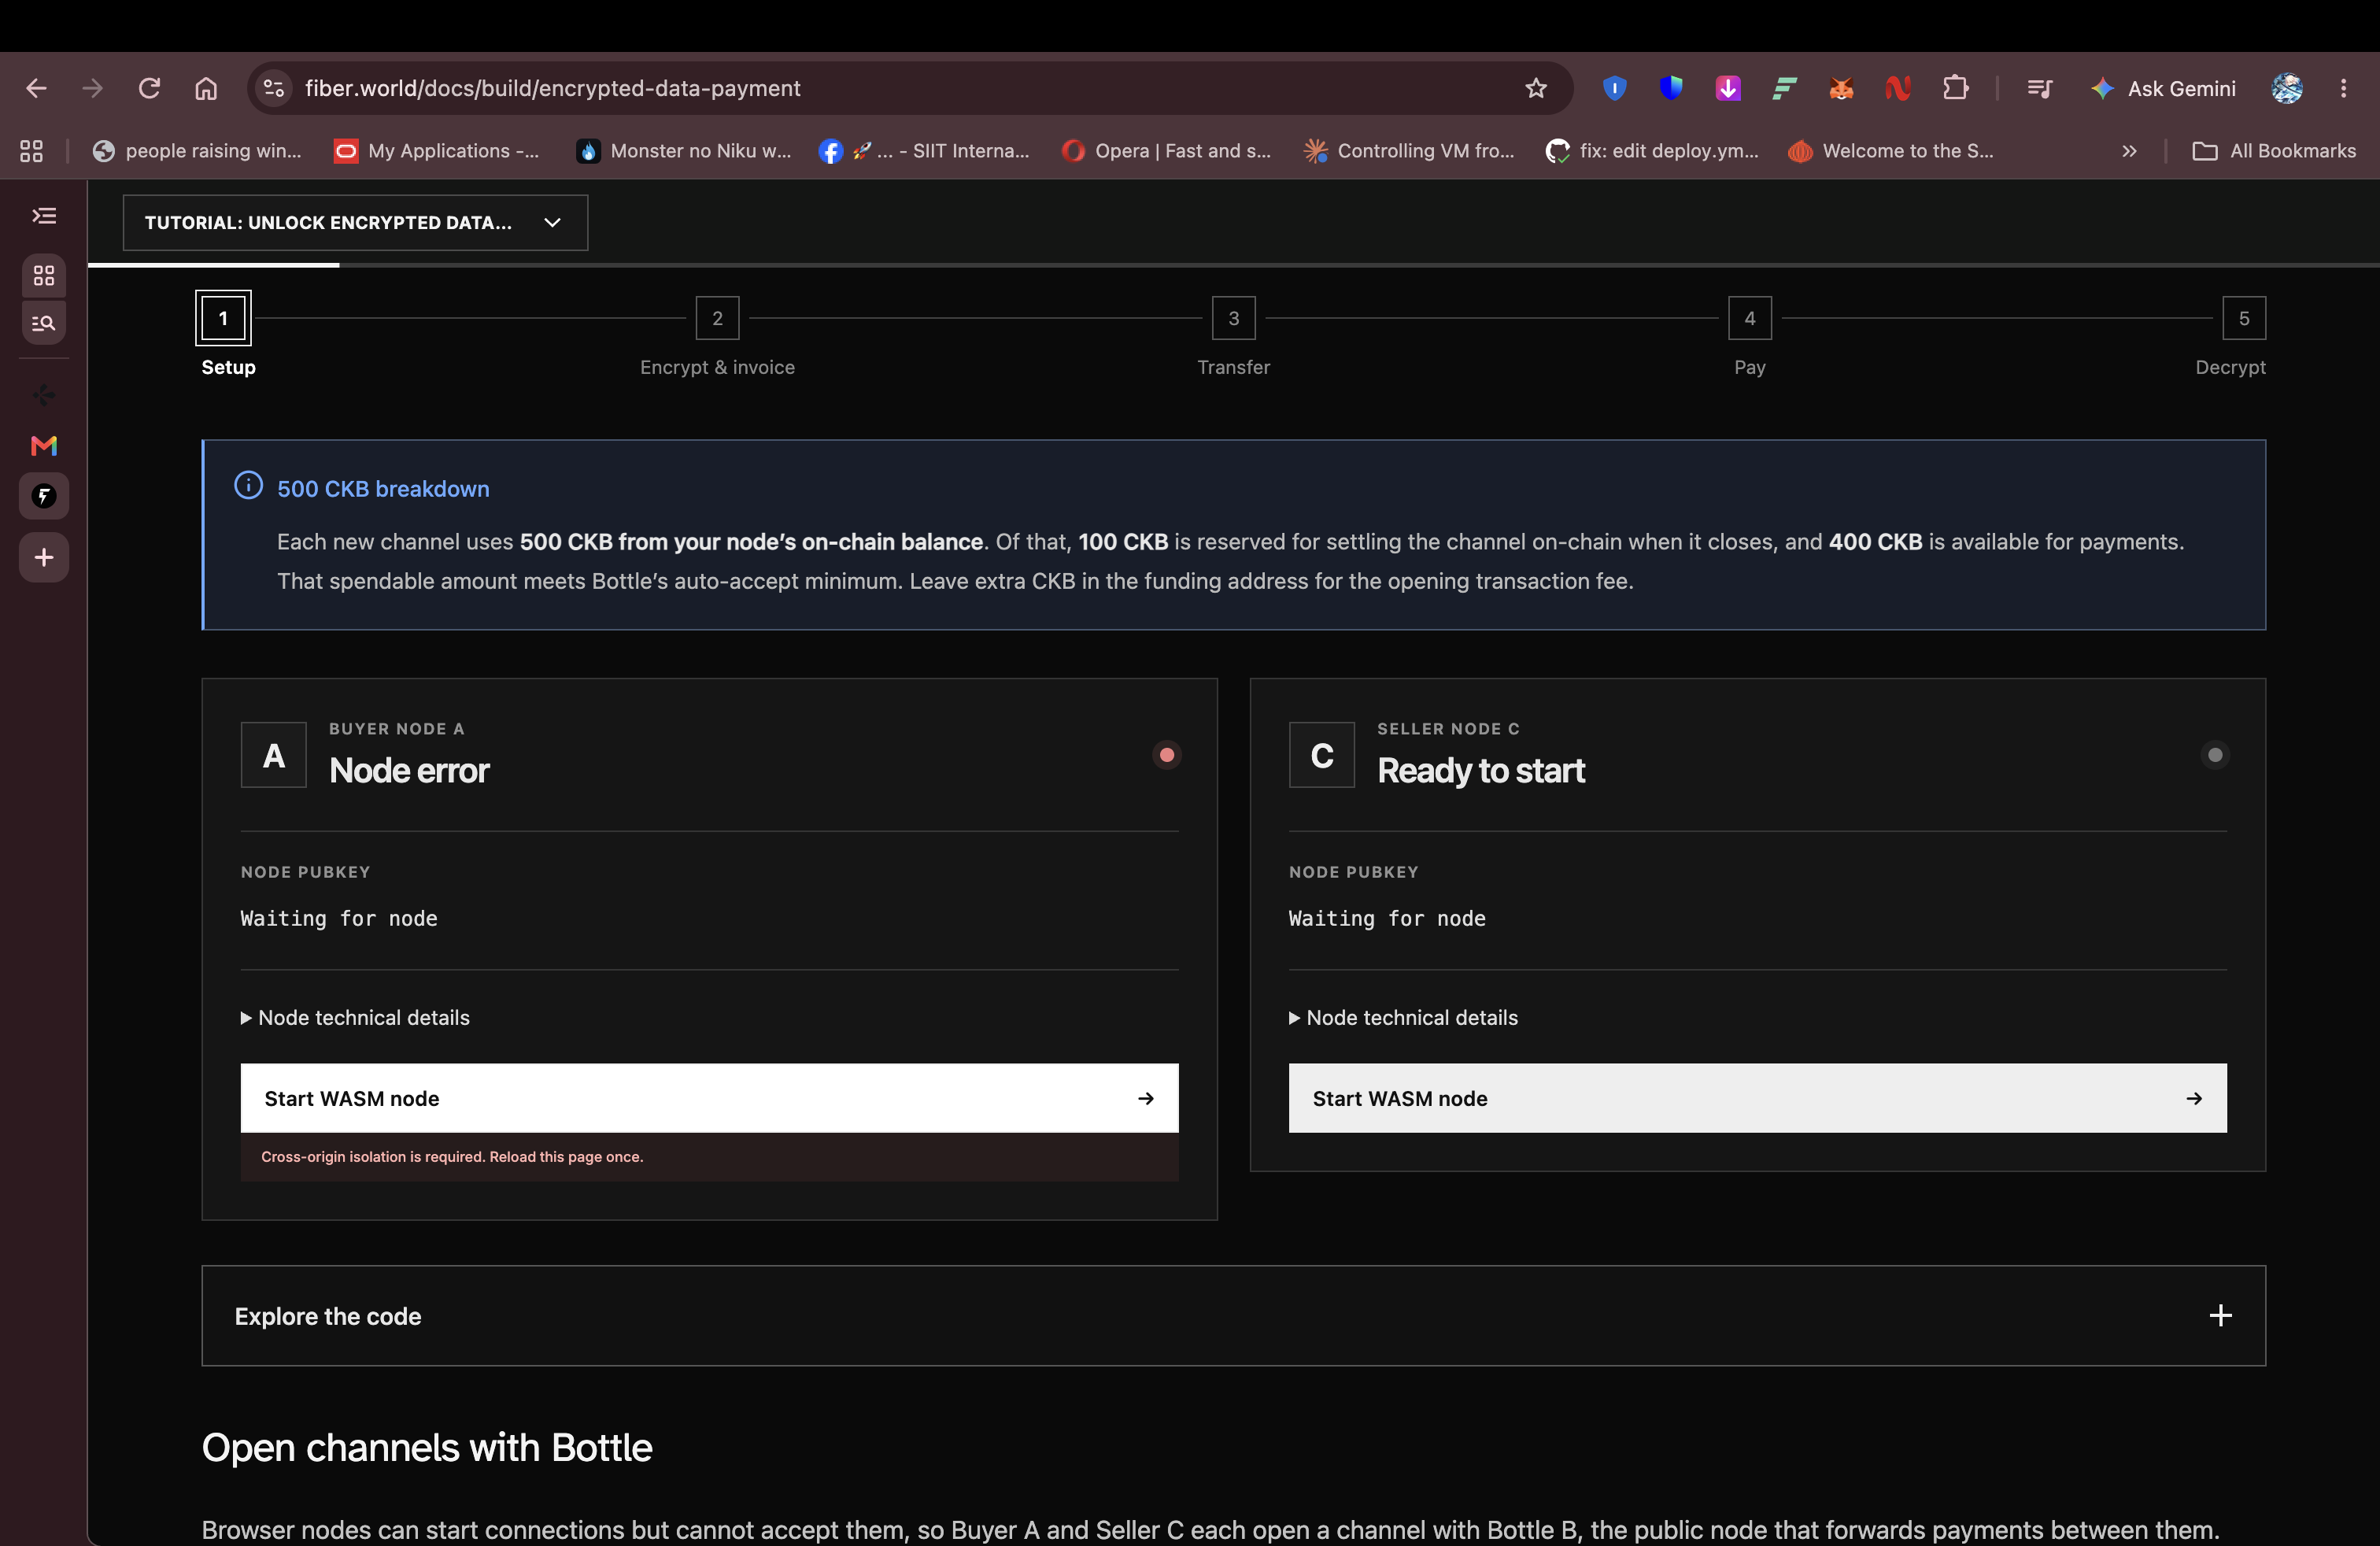 fiber.world/docs/build/encrypted-data-payment
Ask Gemini
people raising win...
My Applications -...
Monster no Niku w...
🚀 ... - SIIT Interna...
Opera | Fast and s...
Controlling VM fro...
fix: edit deploy.ym...
Welcome to the S...
All Bookmarks
TUTORIAL: UNLOCK ENCRYPTED DATA...
1
2
3
4
5
Setup
Encrypt & invoice
Transfer
Pay
Decrypt
500 CKB breakdown
Each new channel uses 500 CKB from your node's on-chain balance. Of that, 100 CKB is reserved for settling the channel on-chain when it closes, and 400 CKB is available for payments.
That spendable amount meets Bottle's auto-accept minimum. Leave extra CKB in the funding address for the opening transaction fee.
A
BUYER NODE A
Node error
NODE PUBKEY
Waiting for node
Node technical details
Start WASM node →
Cross-origin isolation is required. Reload this page once.
C
SELLER NODE C
Ready to start
NODE PUBKEY
Waiting for node
Node technical details
Start WASM node →
Explore the code
Open channels with Bottle
Browser nodes can start connections but cannot accept them, so Buyer A and Seller C each open a channel with Bottle B, the public node that forwards payments between them.